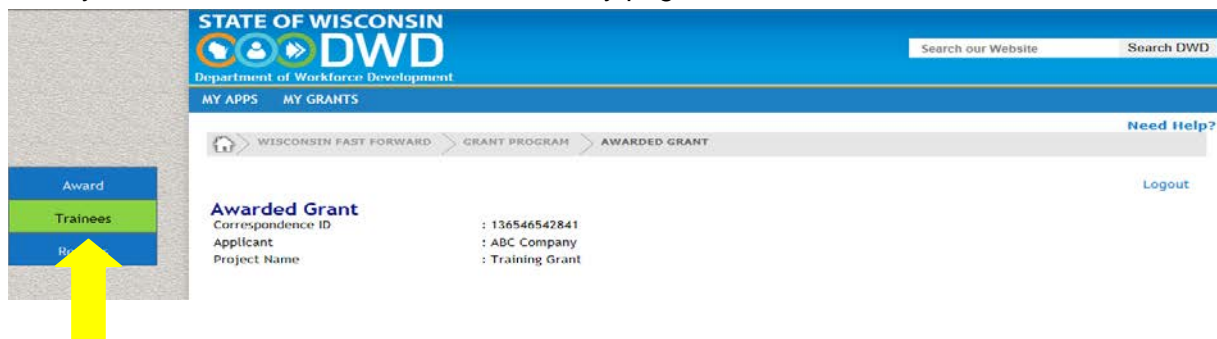 STATE OF WISCONSIN
DWD
Department of Workforce Development
Search our Website Search DWD
MY APPS MY GRANTS
Need Help?
WISCONSIN FAST FORWARD GRANT PROGRAM AWARDED GRANT
Award
Logout
Trainees
Awarded Grant
Correspondence ID : 136546542841
Applicant : ABC Company
Project Name : Training Grant